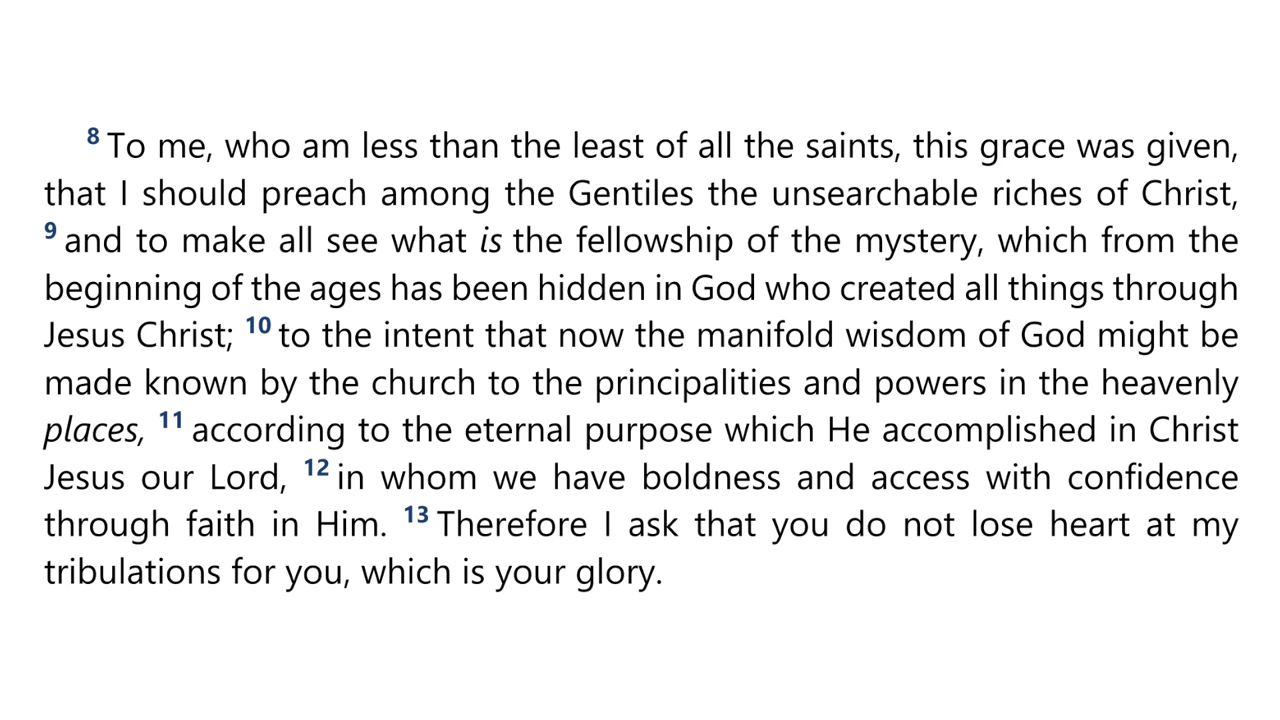 8 To me, who am less than the least of all the saints, this grace was given,
that I should preach among the Gentiles the unsearchable riches of Christ,
9 and to make all see what is the fellowship of the mystery, which from the
beginning of the ages has been hidden in God who created all things through
Jesus Christ; 10 to the intent that now the manifold wisdom of God might be
made known by the church to the principalities and powers in the heavenly
places, 11 according to the eternal purpose which He accomplished in Christ
Jesus our Lord, 12 in whom we have boldness and access with confidence
through faith in Him. 13 Therefore I ask that you do not lose heart at my
tribulations for you, which is your glory.